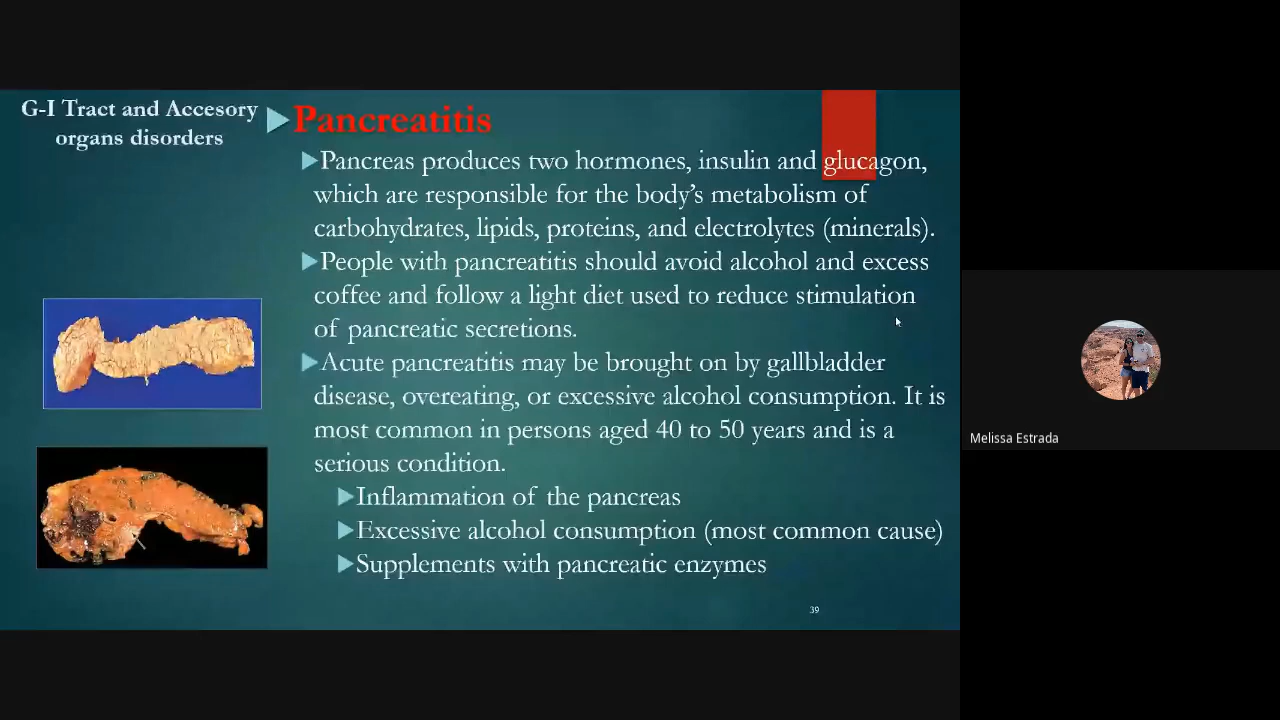 G-I Tract and Accesory
organs disorders
Pancreatitis
Pancreas produces two hormones, insulin and glucagon,
which are responsible for the body’s metabolism of
carbohydrates, lipids, proteins, and electrolytes (minerals).
People with pancreatitis should avoid alcohol and excess
coffee and follow a light diet used to reduce stimulation
of pancreatic secretions.
Acute pancreatitis may be brought on by gallbladder
disease, overeating, or excessive alcohol consumption. It is
most common in persons aged 40 to 50 years and is a
serious condition.
Inflammation of the pancreas
Excessive alcohol consumption (most common cause)
Supplements with pancreatic enzymes
39
Melissa Estrada